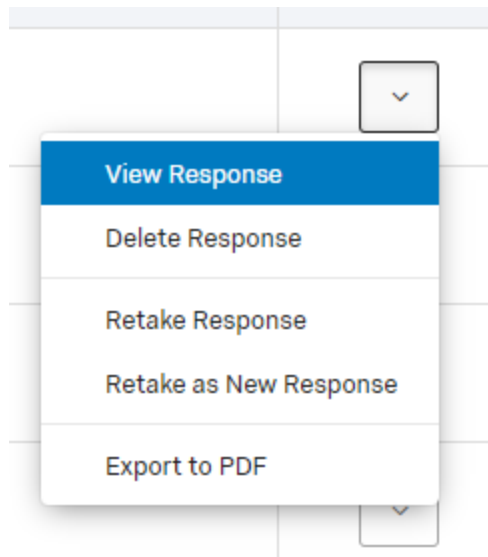 View Response
Delete Response
Retake Response
Retake as New Response
Export to PDF